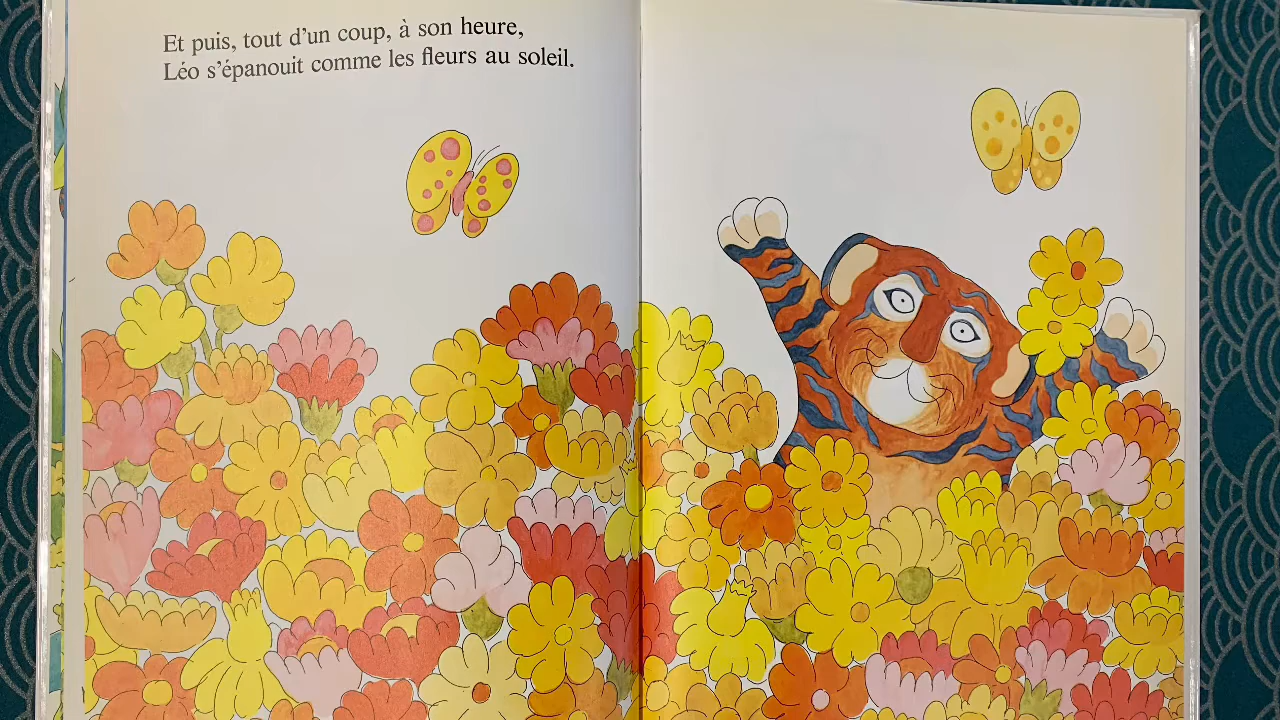 Et puis, tout d'un coup, à son heure,
Léo s'épanouit comme les fleurs au soleil.